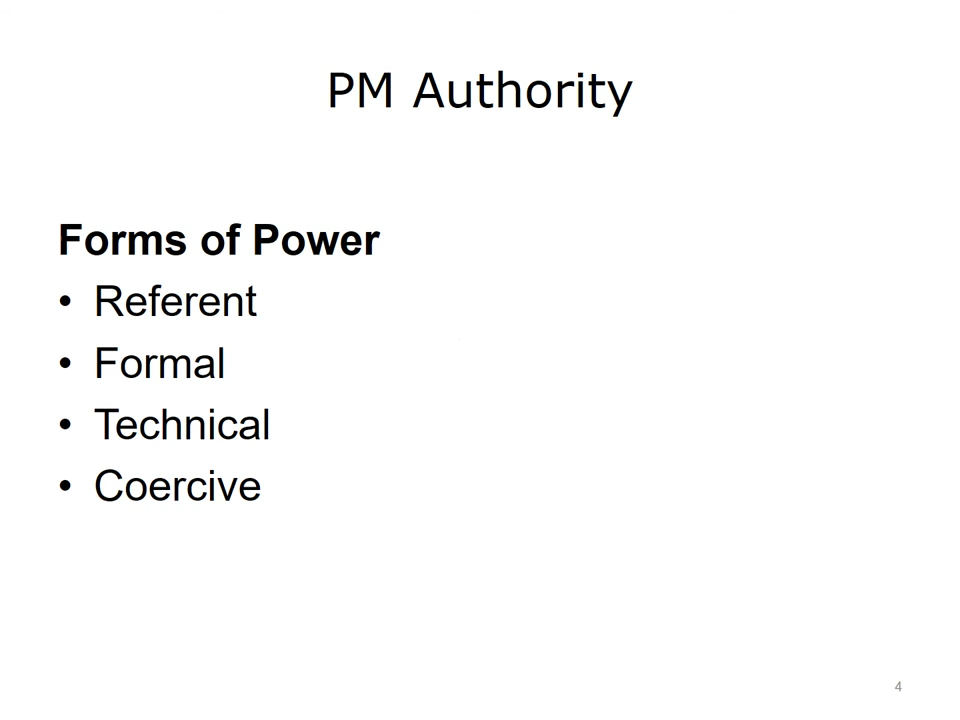 PM Authority
Forms of Power
• Referent
• Formal
• Technical
• Coercive
4